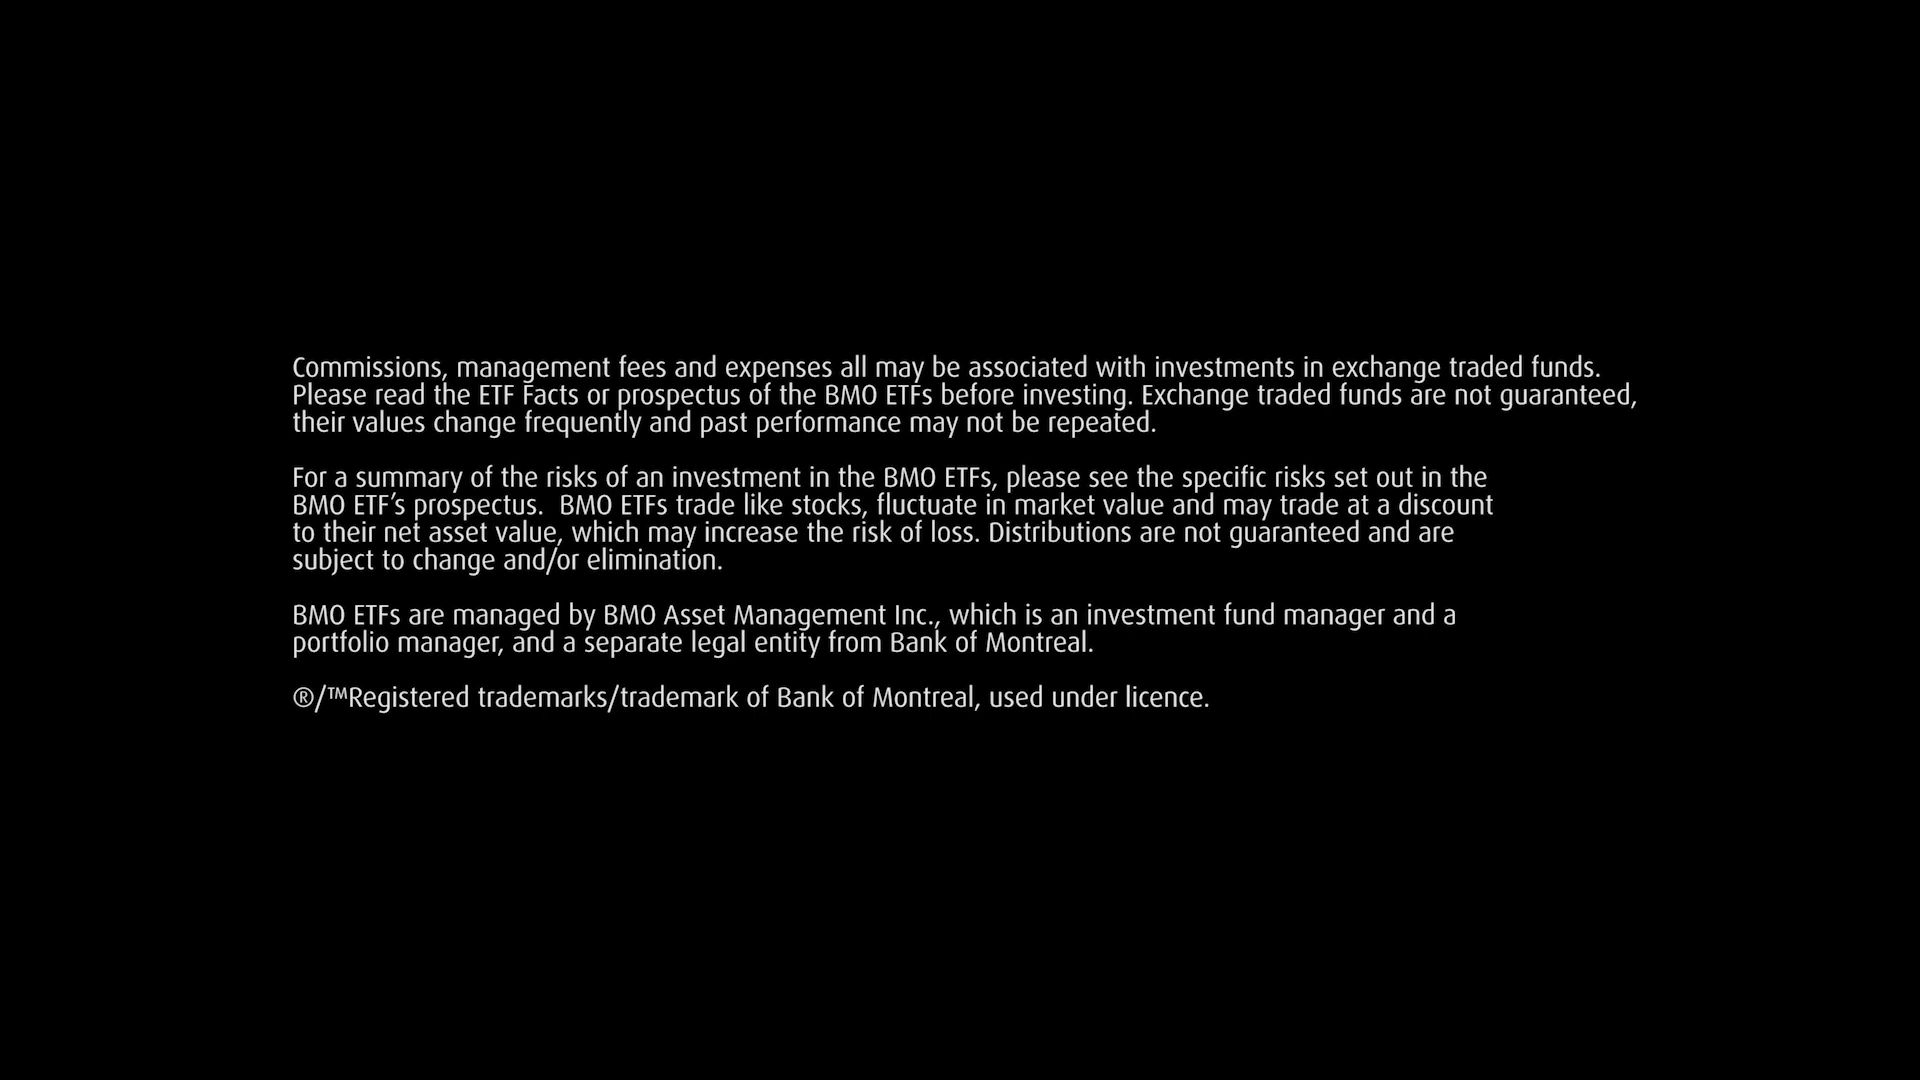 Commissions, management fees and expenses all may be associated with investments in exchange traded funds.
Please read the ETF Facts or prospectus of the BMO ETFs before investing. Exchange traded funds are not guaranteed,
their values change frequently and past performance may not be repeated.
For a summary of the risks of an investment in the BMO ETFs, please see the specific risks set out in the
BMO ETF’s prospectus.  BMO ETFs trade like stocks, fluctuate in market value and may trade at a discount
to their net asset value, which may increase the risk of loss. Distributions are not guaranteed and are
subject to change and/or elimination.
BMO ETFs are managed by BMO Asset Management Inc., which is an investment fund manager and a
portfolio manager, and a separate legal entity from Bank of Montreal.
®/™Registered trademarks/trademark of Bank of Montreal, used under licence.